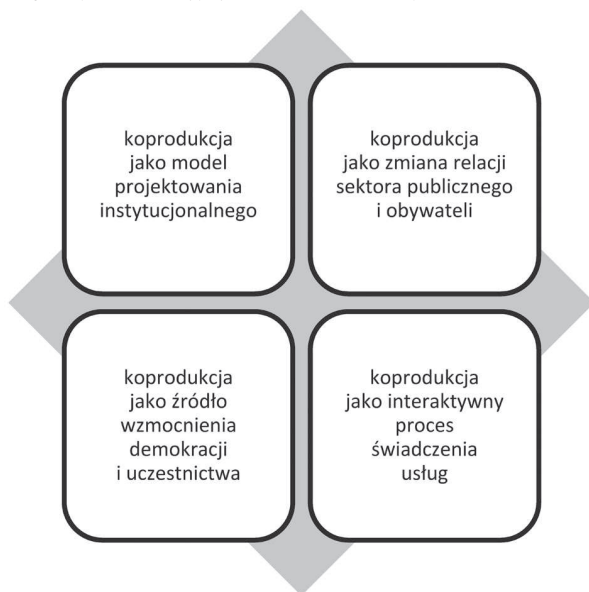 koprodukcja
jako model
projektowania
instytucjonalnego
koprodukcja
jako zmiana relacji
sektora publicznego
i obywateli
koprodukcja
jako źródło
wzmocnienia
demokracji
i uczestnictwa
koprodukcja
jako interaktywny
proces
świadczenia
usług